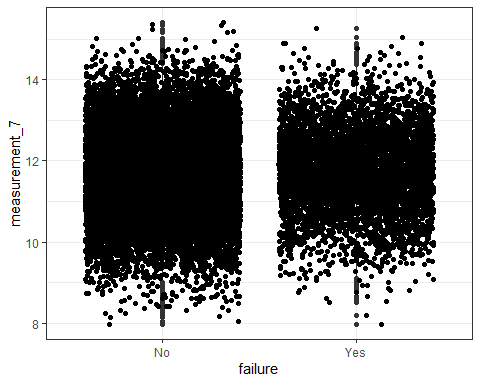 measurement_7
14
12
10
8
No Yes
failure